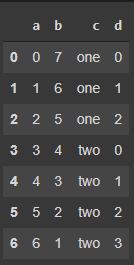 a b c d
0 0 7 one 0
1 1 6 one 1
2 2 5 one 2
3 3 4 two 0
4 4 3 two 1
5 5 2 two 2
6 6 1 two 3